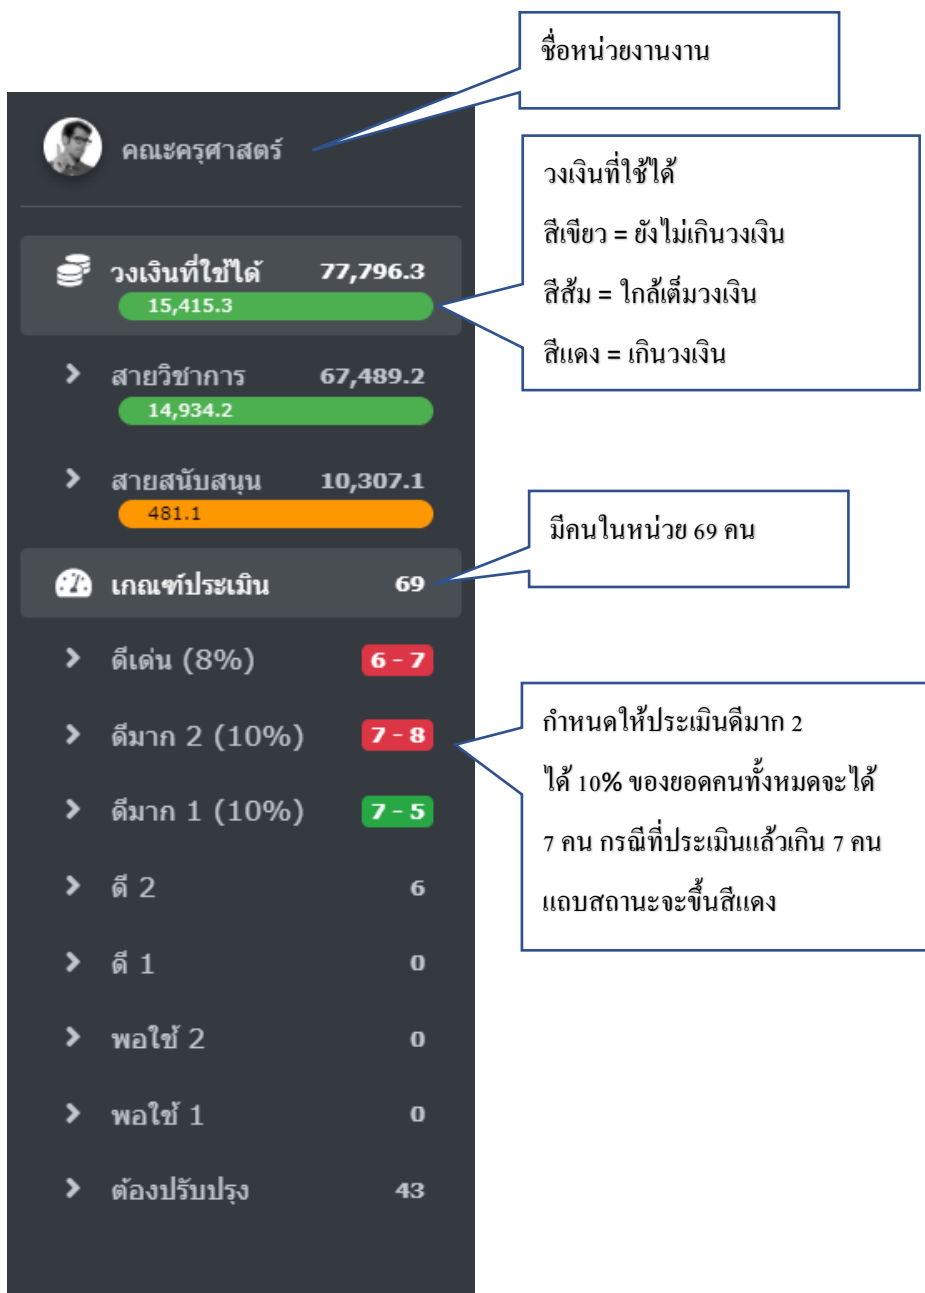 ชื่อหน่วยงานงาน
คณะครุศาสตร์
วงเงินที่ใช้ได้
สีเขียว = ยังไม่เกินวงเงิน
สีส้ม = ใกล้เต็มวงเงิน
สีแดง = เกินวงเงิน
วงเงินที่ใช้ได้ 77,796.3
15,415.3
สายวิชาการ 67,489.2
14,934.2
สายสนับสนุน 10,307.1
481.1
มีคนในหน่วย 69 คน
เกณฑ์ประเมิน 69
ดีเด่น (8%) 6 - 7
ดีมาก 2 (10%) 7 - 8
ดีมาก 1 (10%) 7 - 5
กำหนดให้ประเมินดีมาก 2
ได้ 10% ของยอดคนทั้งหมดจะได้
7 คน กรณีที่ประเมินแล้วเกิน 7 คน
แถบสถานะจะขึ้นสีแดง
ดี 2 6
ดี 1 0
พอใช้ 2 0
พอใช้ 1 0
ต้องปรับปรุง 43